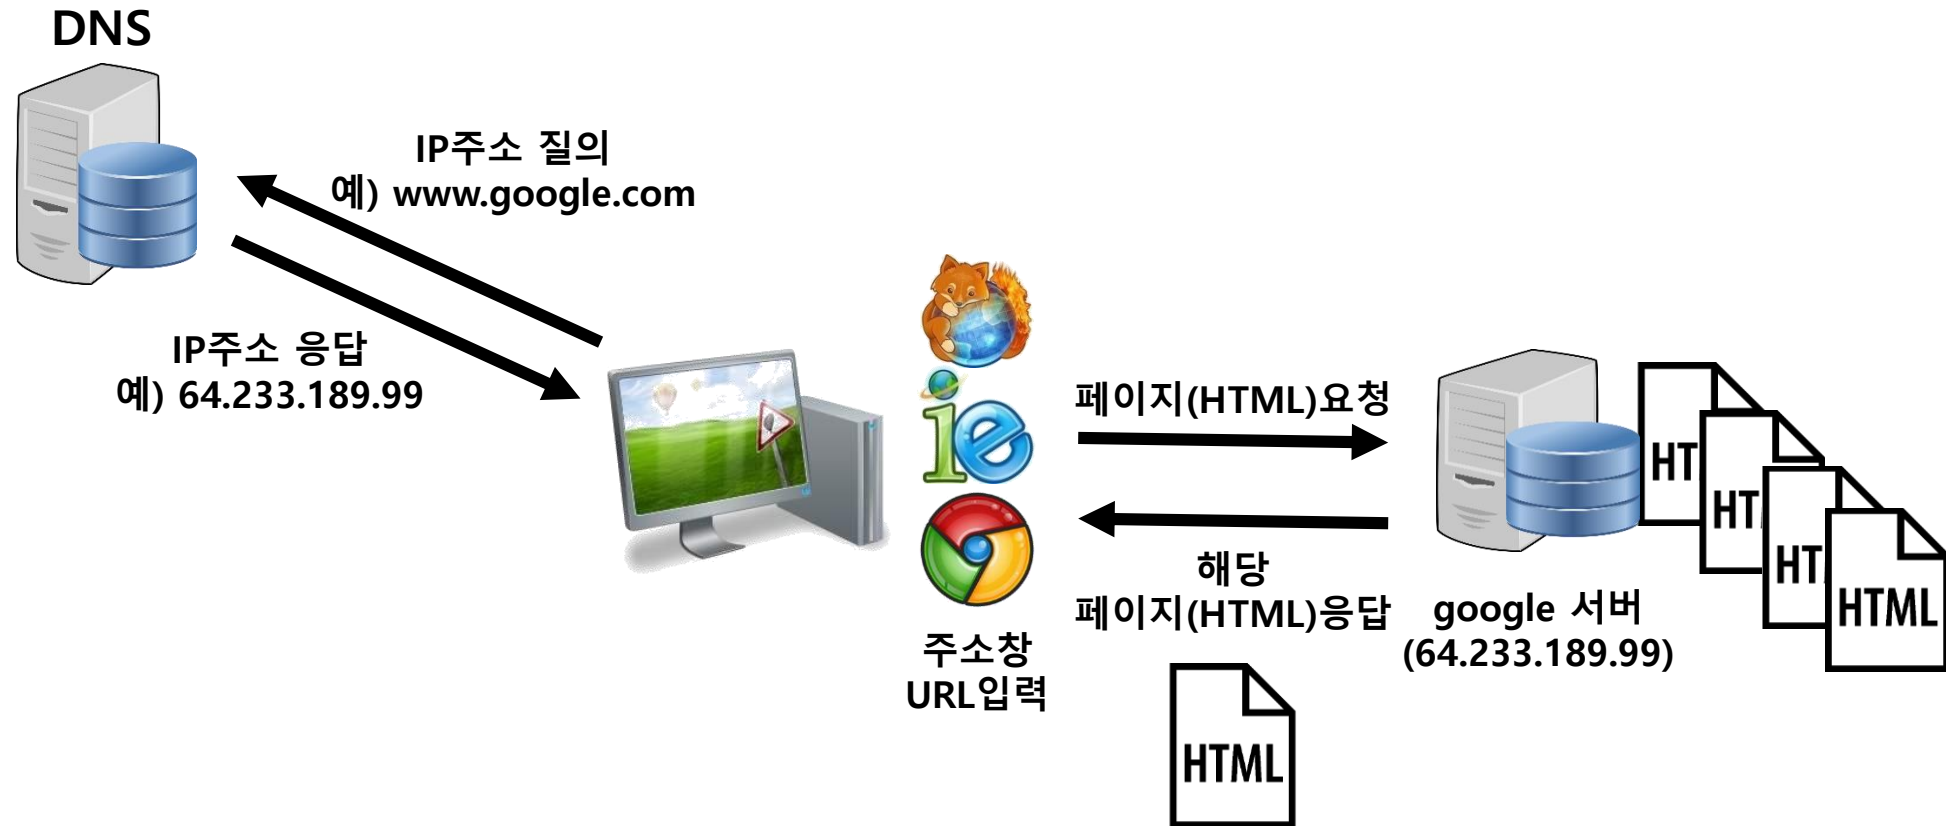 DNS
IP주소 질의
예) www.google.com
IP주소 응답
예) 64.233.189.99
주소창
URL입력
페이지(HTML)요청
해당
페이지(HTML)응답
HTML
google 서버
(64.233.189.99)
HT
HT
HT
HTML